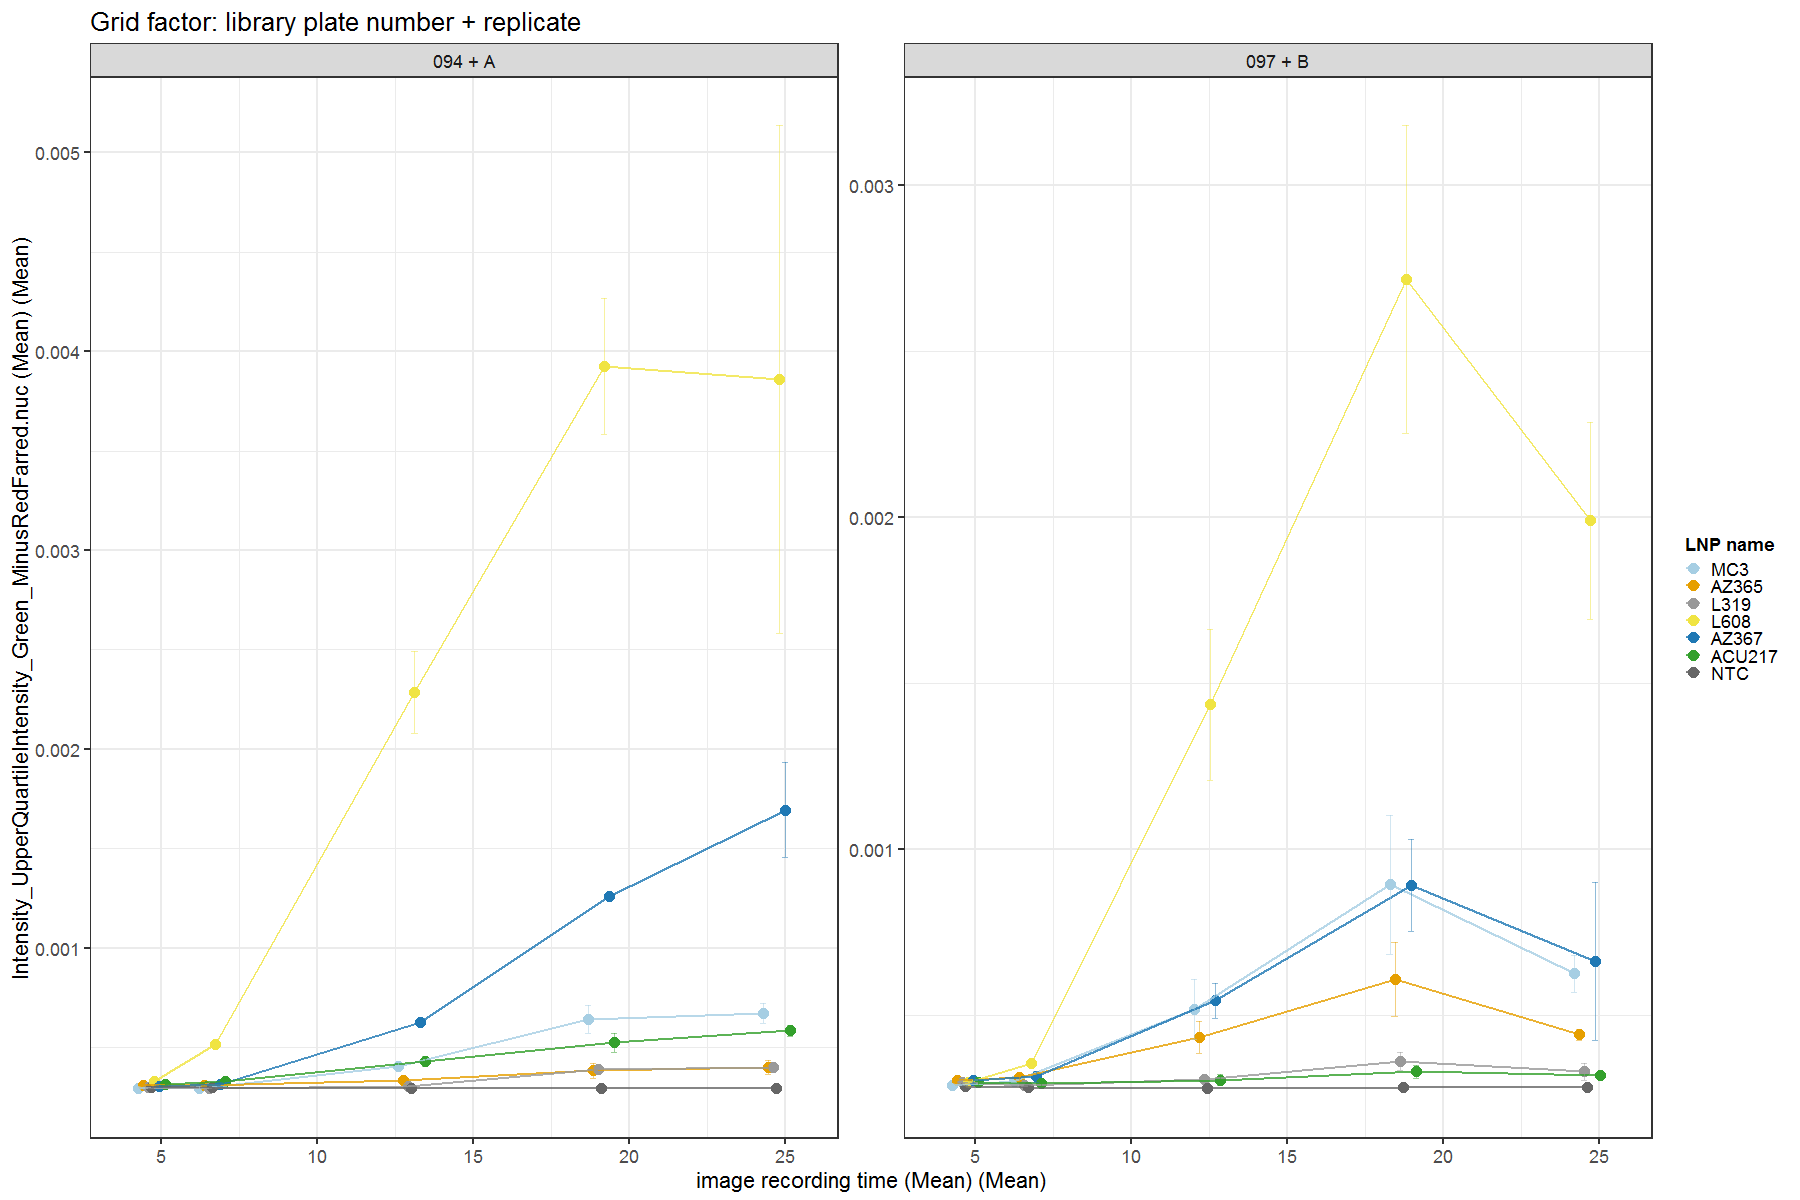 Grid factor: library plate number + replicate
094 + A
097 + B
Intensity_UpperQuartileIntensity_Green_MinusRedFarred.nuc (Mean) (Mean)
0.005
0.004
0.003
0.002
0.001
0.003
0.002
0.001
5 10 15 20 25
5 10 15 20 25
image recording time (Mean) (Mean)
LNP name
MC3
AZ365
L319
L608
AZ367
ACU217
NTC